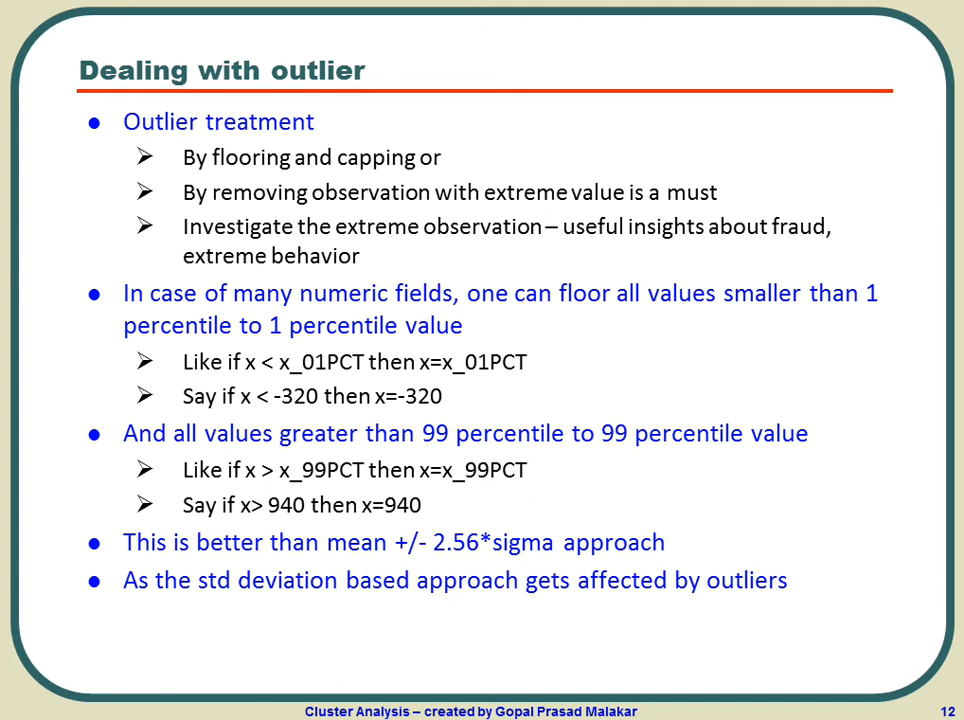 Dealing with outlier
● Outlier treatment
➢ By flooring and capping or
➢ By removing observation with extreme value is a must
➢ Investigate the extreme observation – useful insights about fraud,
extreme behavior
● In case of many numeric fields, one can floor all values smaller than 1
percentile to 1 percentile value
➢ Like if x < x_01PCT then x=x_01PCT
➢ Say if x < -320 then x=-320
● And all values greater than 99 percentile to 99 percentile value
➢ Like if x > x_99PCT then x=x_99PCT
➢ Say if x> 940 then x=940
● This is better than mean +/- 2.56*sigma approach
● As the std deviation based approach gets affected by outliers
Cluster Analysis – created by Gopal Prasad Malakar 12